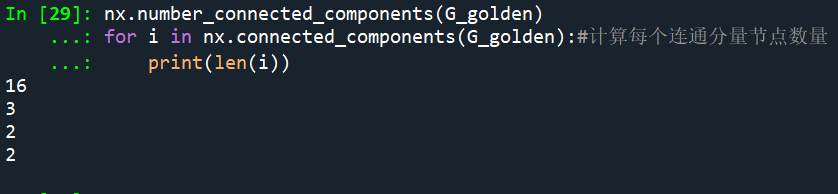 In [29]: nx.number_connected_components(G_golden)
...: for i in nx.connected_components(G_golden):#计算每个连通分量节点数量
...:     print(len(i))
16
3
2
2